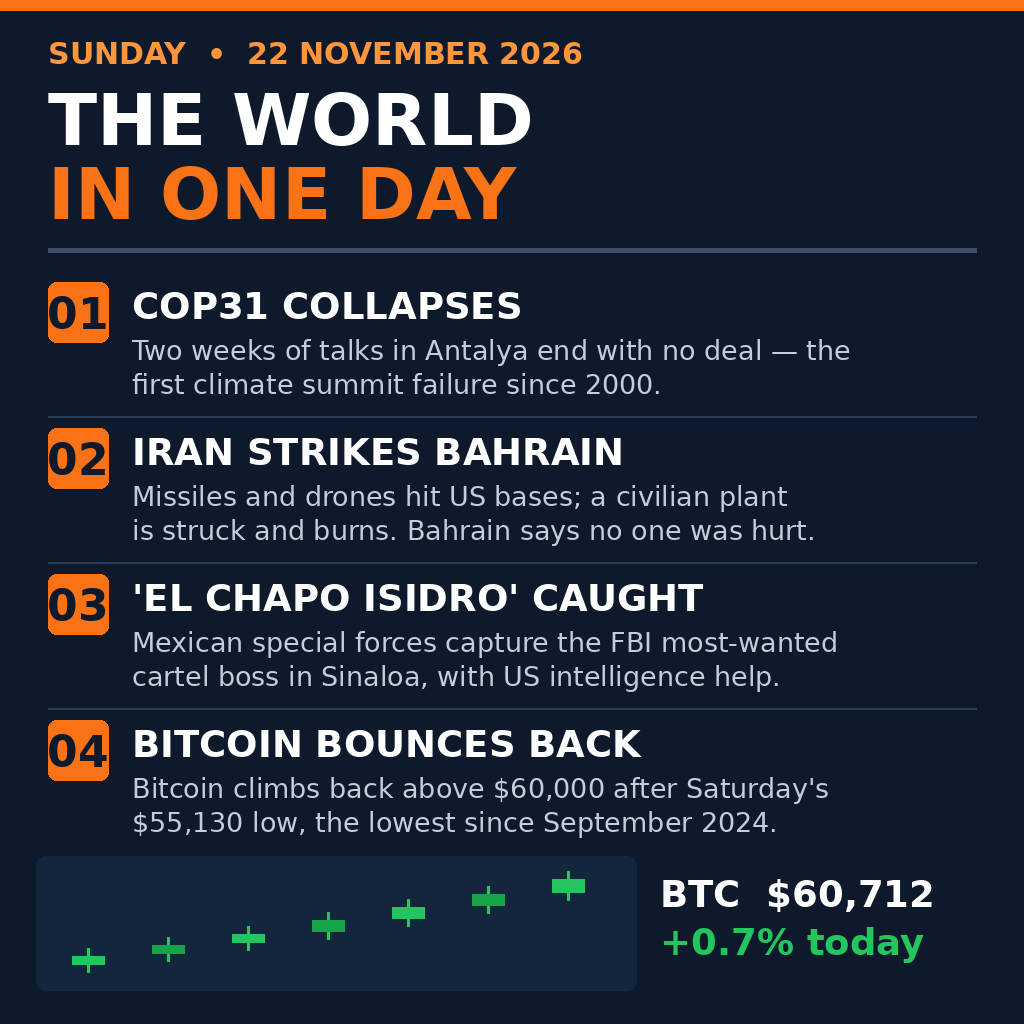 SUNDAY • 22 NOVEMBER 2026
THE WORLD
IN ONE DAY
01
COP31 COLLAPSES
Two weeks of talks in Antalya end with no deal — the
first climate summit failure since 2000.
02
IRAN STRIKES BAHRAIN
Missiles and drones hit US bases; a civilian plant
is struck and burns. Bahrain says no one was hurt.
03
'EL CHAPO ISIDRO' CAUGHT
Mexican special forces capture the FBI most-wanted
cartel boss in Sinaloa, with US intelligence help.
04
BITCOIN BOUNCES BACK
Bitcoin climbs back above $60,000 after Saturday's
$55,130 low, the lowest since September 2024.
BTC $60,712
+0.7% today